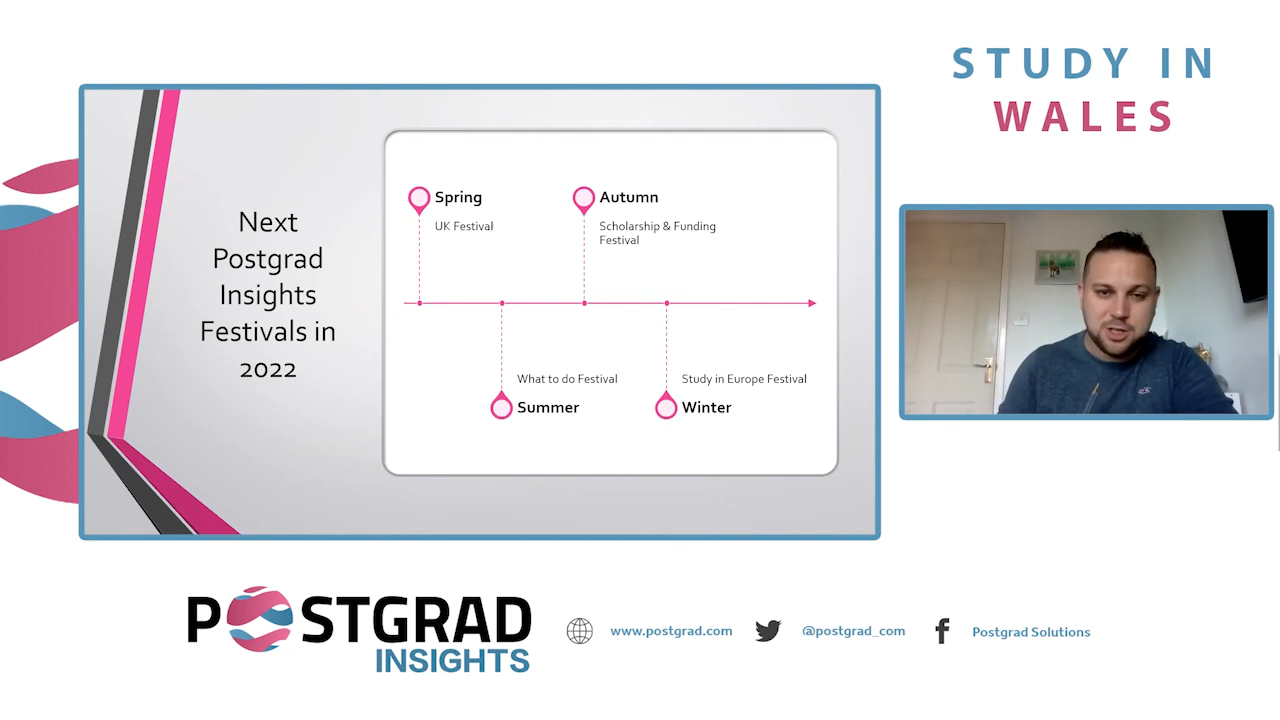 STUDY IN
WALES
Next
Postgrad
Insights
Festivals in
2022
Spring
UK Festival
Autumn
Scholarship & Funding
Festival
What to do Festival
Summer
Study in Europe Festival
Winter
POSTGRAD
INSIGHTS
www.postgrad.com
@postgrad_com
Postgrad Solutions